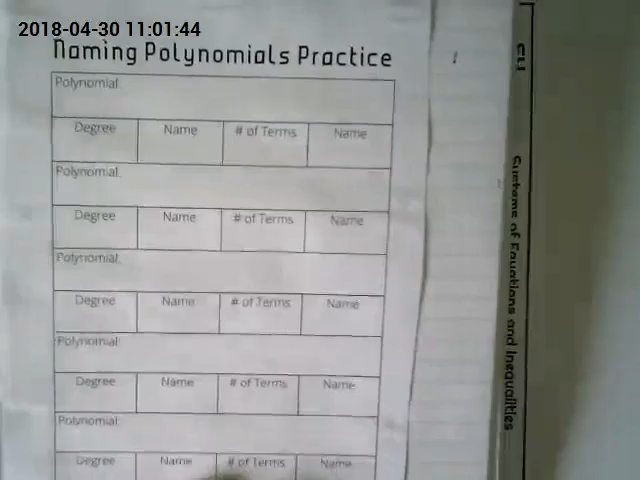 2018-04-30 11:01:44
Naming Polynomials Practice
Polynomial:
Degree Name # of Terms Name
Polynomial:
Degree Name # of Terms Name
Polynomial:
Degree Name # of Terms Name
Polynomial:
Degree Name # of Terms Name
Polynomial:
Degree Name # of Terms Name
Systems of Equations and Inequalities